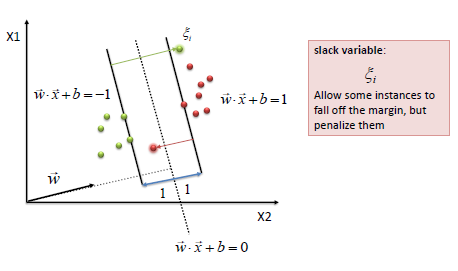 X1
ξᵢ
w⃗·x⃗+b=−1
w⃗·x⃗+b=1
w⃗
1 1
X2
w⃗·x⃗+b=0
slack variable:
ξᵢ
Allow some instances to
fall off the margin, but
penalize them